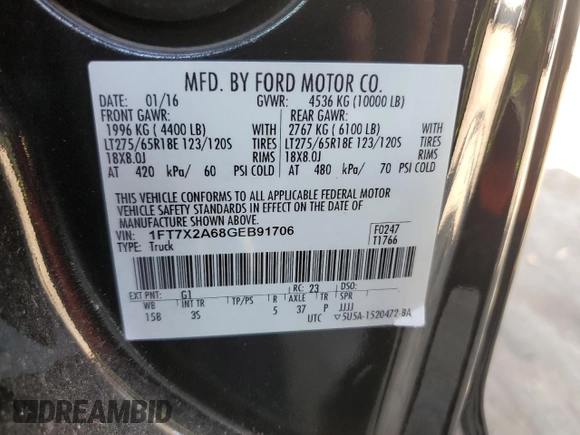 MFD. BY FORD MOTOR CO.
DATE: 01/16 GVWR: 4536 KG (10000 LB)
FRONT GAWR: REAR GAWR:
1996 KG ( 4400 LB) WITH 2767 KG ( 6100 LB) WITH
LT275/65R18E 123/120S TIRES LT275/65R18E 123/120S TIRES
18X8.0J RIMS 18X8.0J RIMS
AT 420 kPa/ 60 PSI COLD AT 480 kPa/ 70 PSI COLD
THIS VEHICLE CONFORMS TO ALL APPLICABLE FEDERAL MOTOR
VEHICLE SAFETY STANDARDS IN EFFECT ON THE DATE OF
MANUFACTURE SHOWN ABOVE.
VIN: 1FT7X2A68GEB91706 F0247
TYPE: Truck T1766
EXT PNT: G1 RC: 23 DSO:
WB INT TR TP/PS R AXLE TR SPR
158 3S 5 37 P JJJJ
UTC ▽5U5A-1520472-BA
DREAMBID